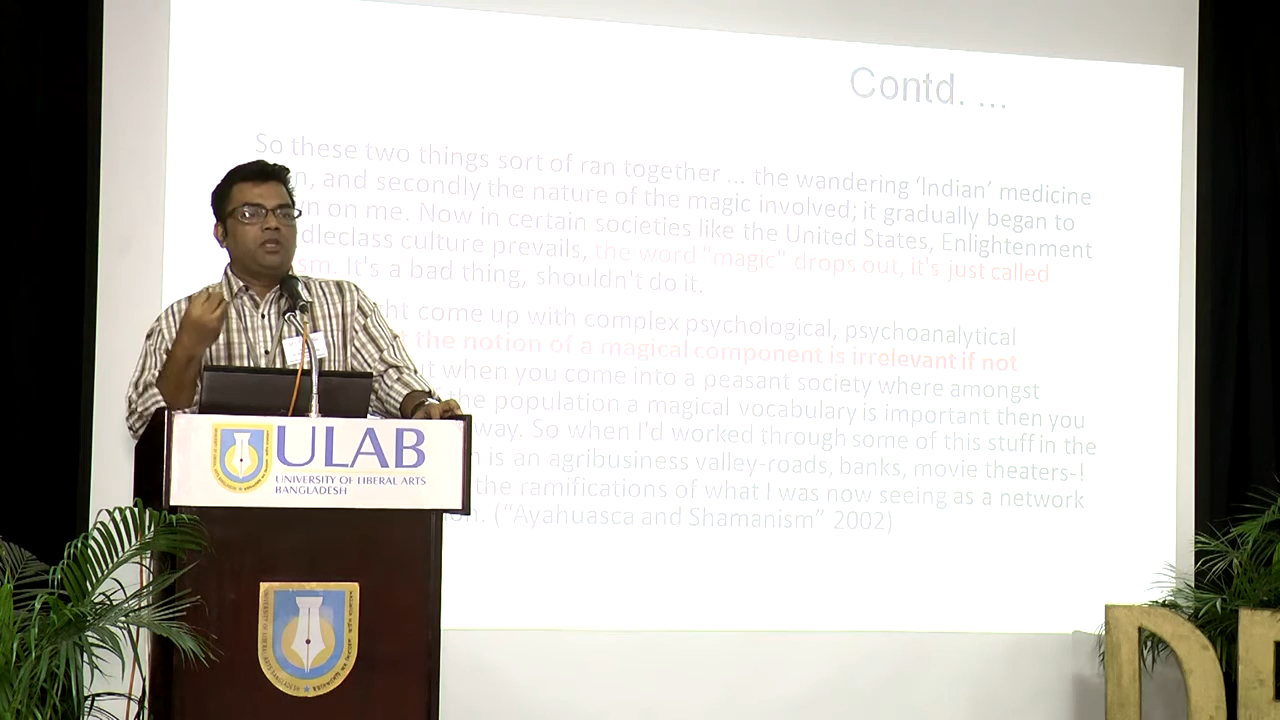 Contd. ...
So these two things sort of ran together ... the wandering ‘Indian’ medicine
, and secondly the nature of the magic involved; it gradually began to
on me. Now in certain societies like the United States, Enlightenment
culture prevails, the word "magic" drops out, it's just called
It's a bad thing, shouldn't do it.
come up with complex psychological, psychoanalytical
the notion of a magical component is irrelevant if not
when you come into a peasant society where amongst
the population a magical vocabulary is important then you
way. So when I'd worked through some of this stuff in the
is an agribusiness valley-roads, banks, movie theaters-!
the ramifications of what I was now seeing as a network
(“Ayahuasca and Shamanism” 2002)
ULAB
UNIVERSITY OF LIBERAL ARTS
BANGLADESH
UNIVERSITY OF LIBERAL ARTS BANGLADESH
DE